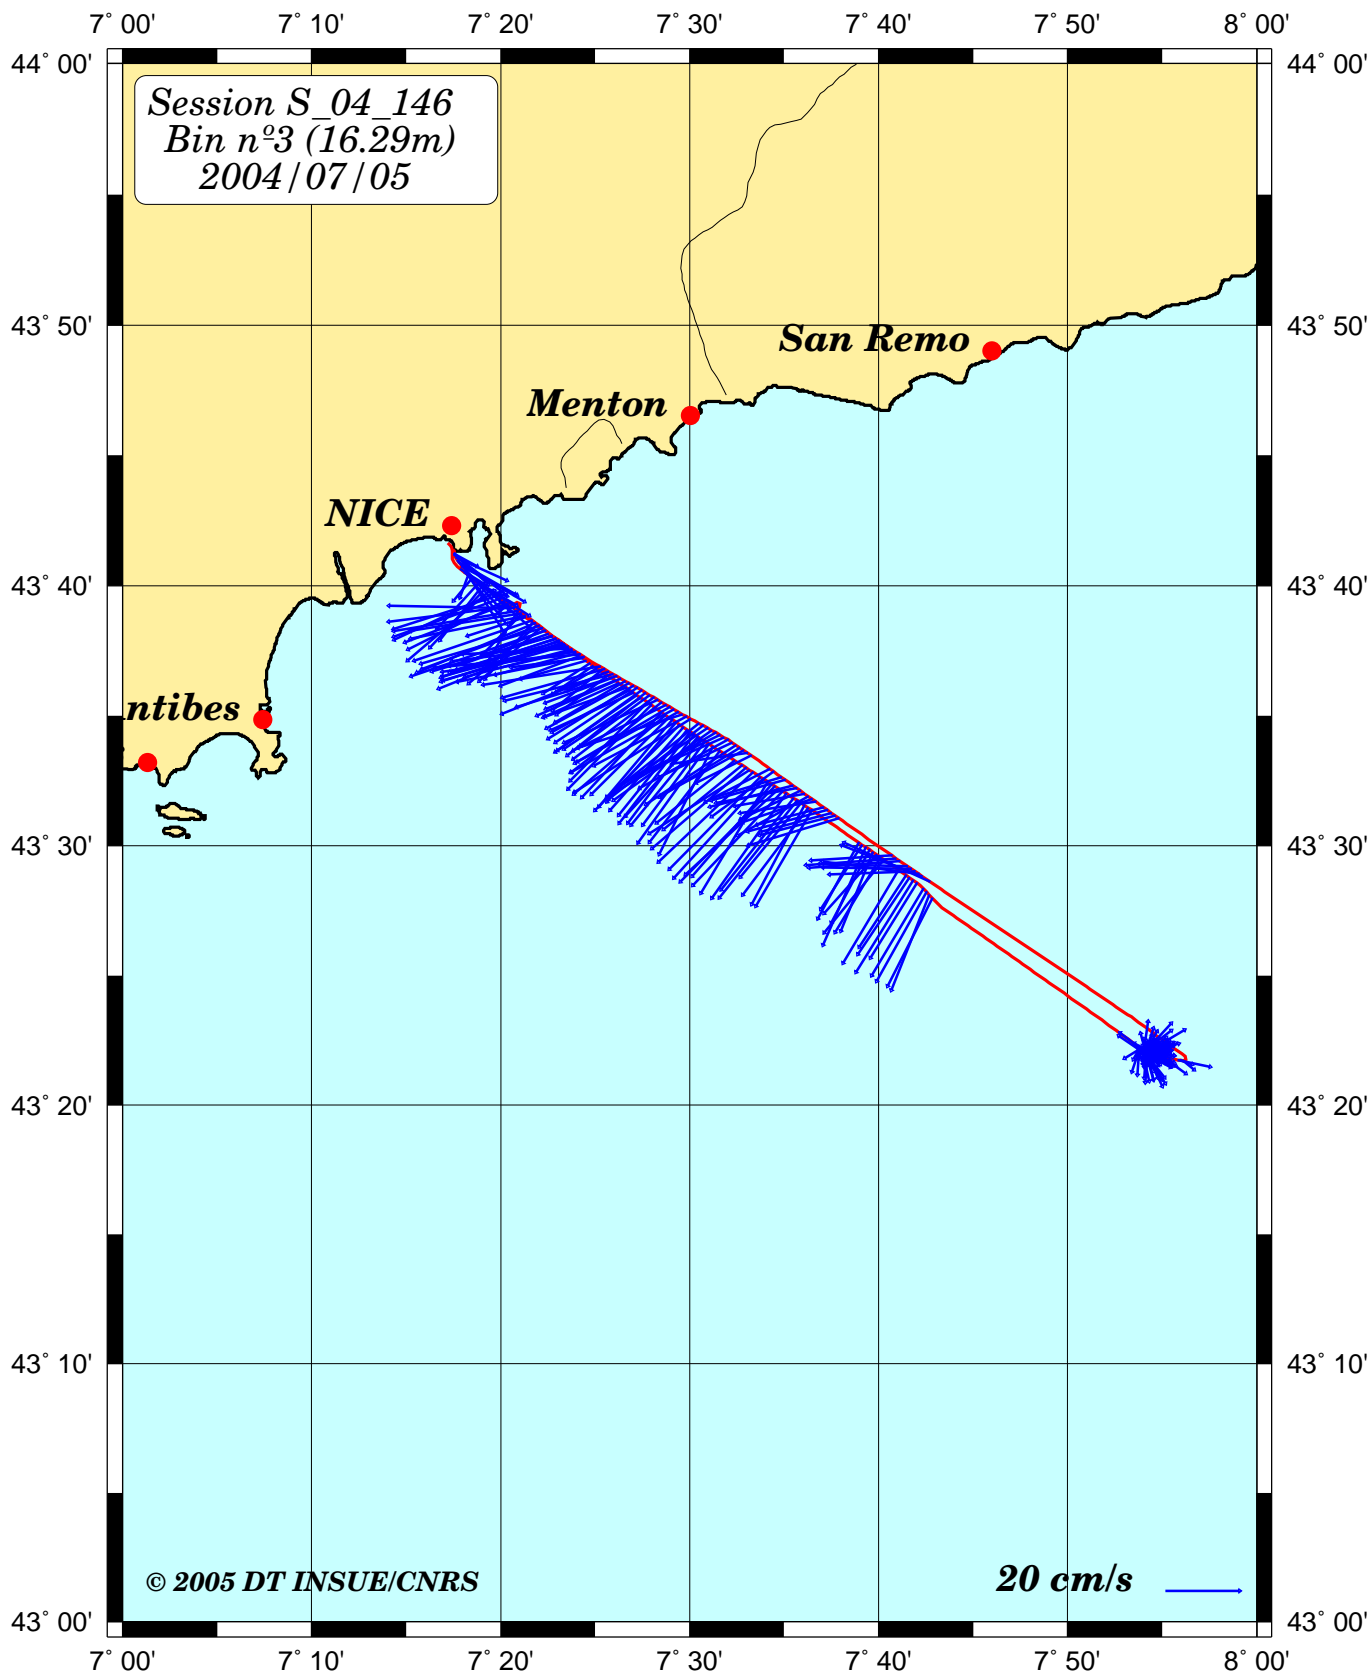 7° 00' 7° 10' 7° 20' 7° 30' 7° 40' 7° 50' 8° 00'
44° 00' 44° 00'
Session S_04_146
Bin nº3 (16.29m)
2004/07/05
43° 50' 43° 50'
San Remo
Menton
NICE
43° 40' 43° 40'
ntibes
43° 30' 43° 30'
43° 20' 43° 20'
43° 10' 43° 10'
© 2005 DT INSUE/CNRS 20 cm/s
43° 00' 43° 00'
7° 00' 7° 10' 7° 20' 7° 30' 7° 40' 7° 50' 8° 00'